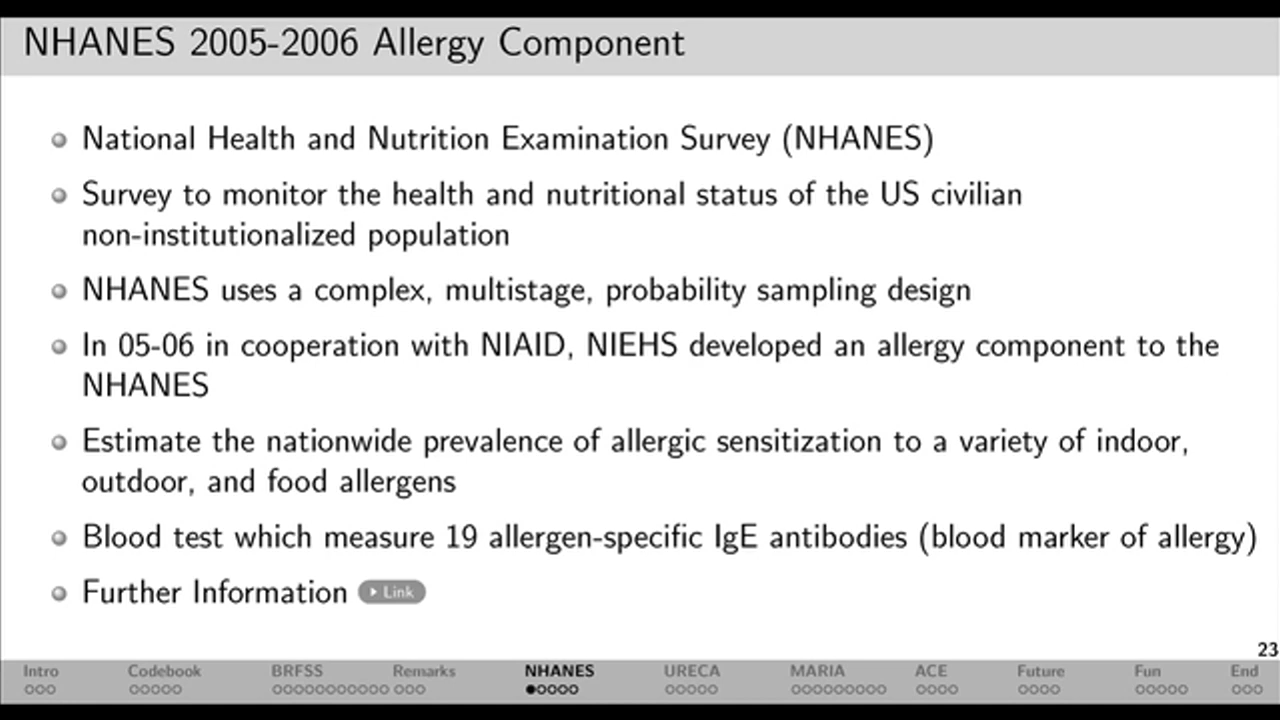 NHANES 2005-2006 Allergy Component
National Health and Nutrition Examination Survey (NHANES)
Survey to monitor the health and nutritional status of the US civilian
non-institutionalized population
NHANES uses a complex, multistage, probability sampling design
In 05-06 in cooperation with NIAID, NIEHS developed an allergy component to the
NHANES
Estimate the nationwide prevalence of allergic sensitization to a variety of indoor,
outdoor, and food allergens
Blood test which measure 19 allergen-specific IgE antibodies (blood marker of allergy)
Further Information Link
23
Intro Codebook BRFSS Remarks NHANES URECA MARIA ACE Future Fun End